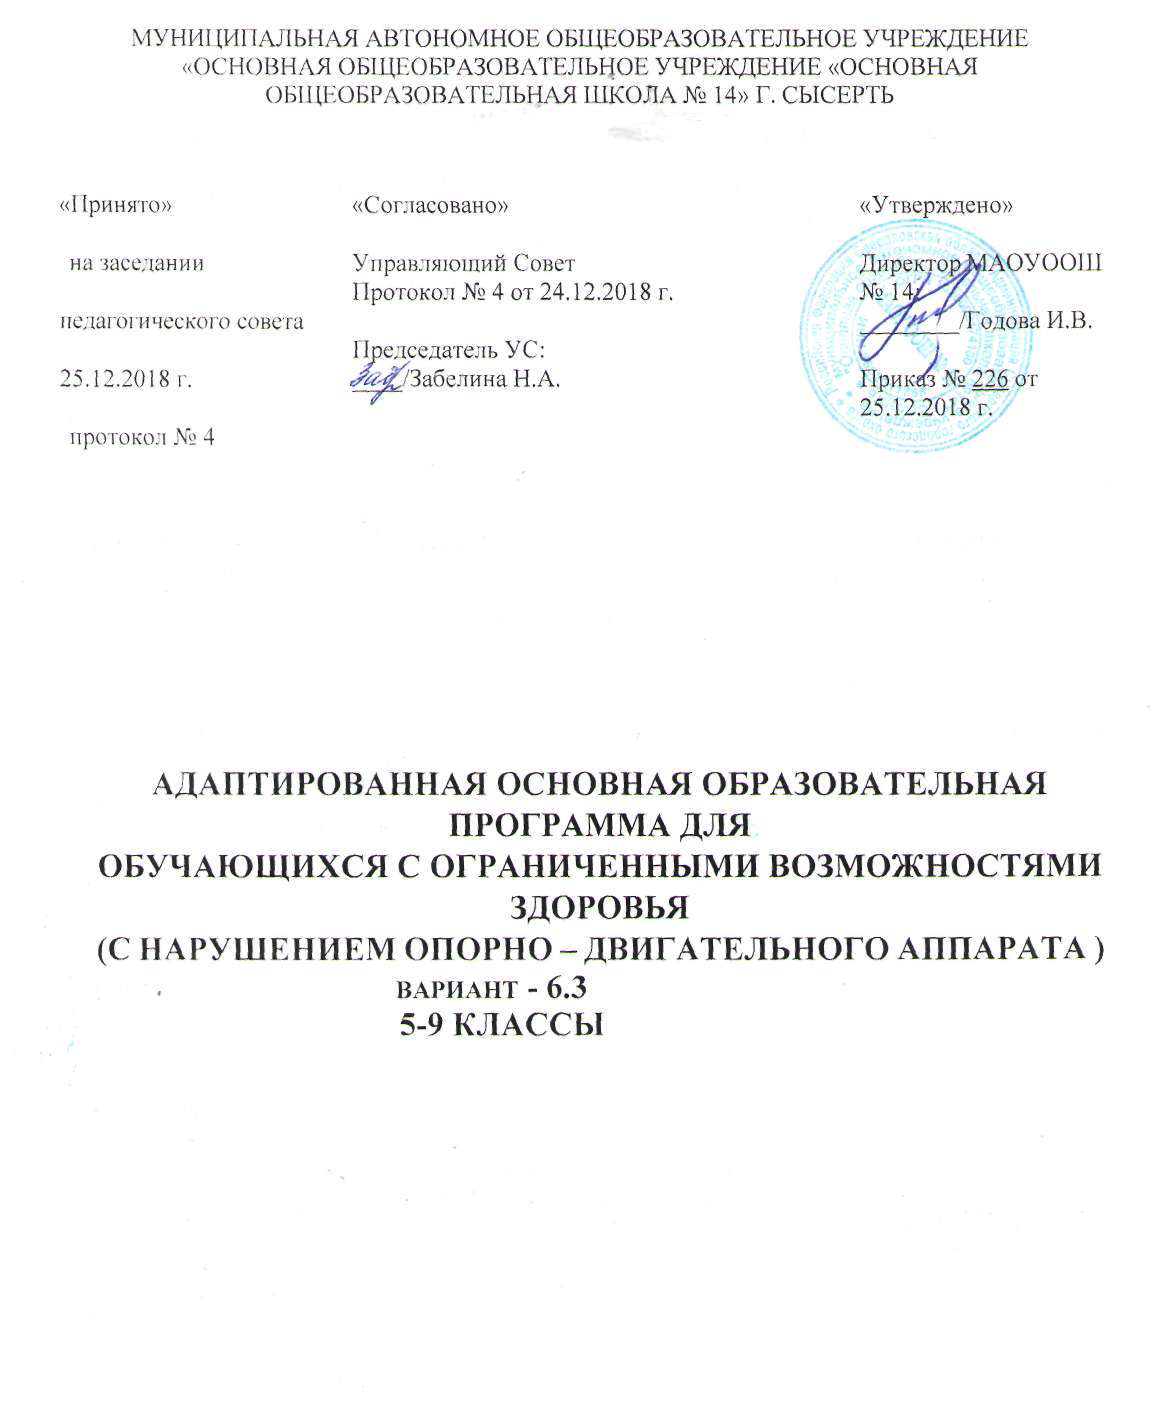 МУНИЦИПАЛЬНАЯ АВТОНОМНОЕ ОБЩЕОБРАЗОВАТЕЛЬНОЕ УЧРЕЖДЕНИЕ
«ОСНОВНАЯ ОБЩЕОБРАЗОВАТЕЛЬНОЕ УЧРЕЖДЕНИЕ «ОСНОВНАЯ
ОБЩЕОБРАЗОВАТЕЛЬНАЯ ШКОЛА № 14» Г. СЫСЕРТЬ
«Принято»
на заседании
педагогического совета
25.12.2018 г.
протокол № 4
«Согласовано»
Управляющий Совет
Протокол № 4 от 24.12.2018 г.
Председатель УС:
____/Забелина Н.А.
«Утверждено»
Директор МАОУООШ
№ 14:
________/Годова И.В.
Приказ № 226 от
25.12.2018 г.
АДАПТИРОВАННАЯ ОСНОВНАЯ ОБРАЗОВАТЕЛЬНАЯ
ПРОГРАММА ДЛЯ
ОБУЧАЮЩИХСЯ С ОГРАНИЧЕННЫМИ ВОЗМОЖНОСТЯМИ
ЗДОРОВЬЯ
(С НАРУШЕНИЕМ ОПОРНО – ДВИГАТЕЛЬНОГО АППАРАТА )
ВАРИАНТ - 6.3
5-9 КЛАССЫ